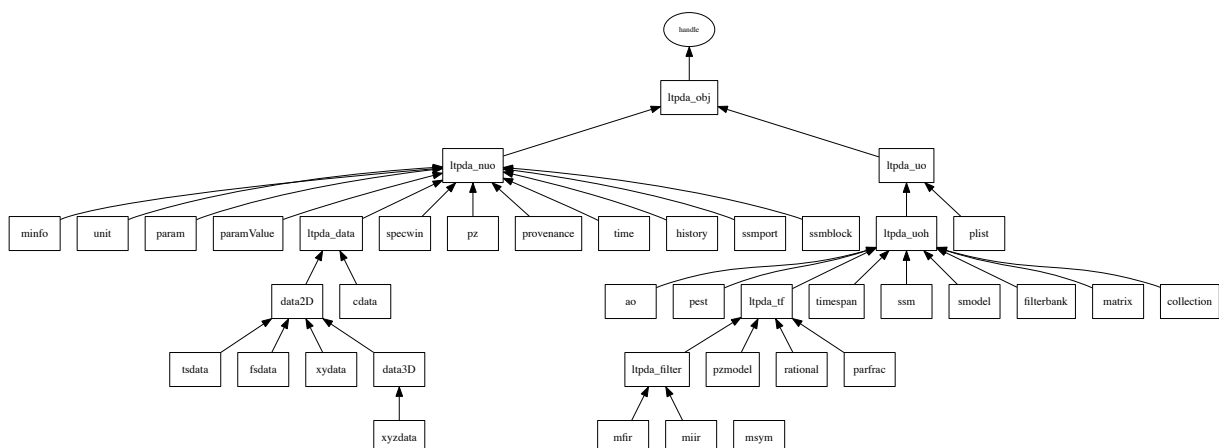 handle
ltpda_obj
ltpda_nuo
ltpda_uo
minfo
unit
param
paramValue
ltpda_data
specwin
pz
provenance
time
history
ssmport
ssmblock
ltpda_uoh
plist
data2D
cdata
ao
pest
ltpda_tf
timespan
ssm
smodel
filterbank
matrix
collection
tsdata
fsdata
xydata
data3D
ltpda_filter
pzmodel
rational
parfrac
xyzdata
mfir
miir
msym